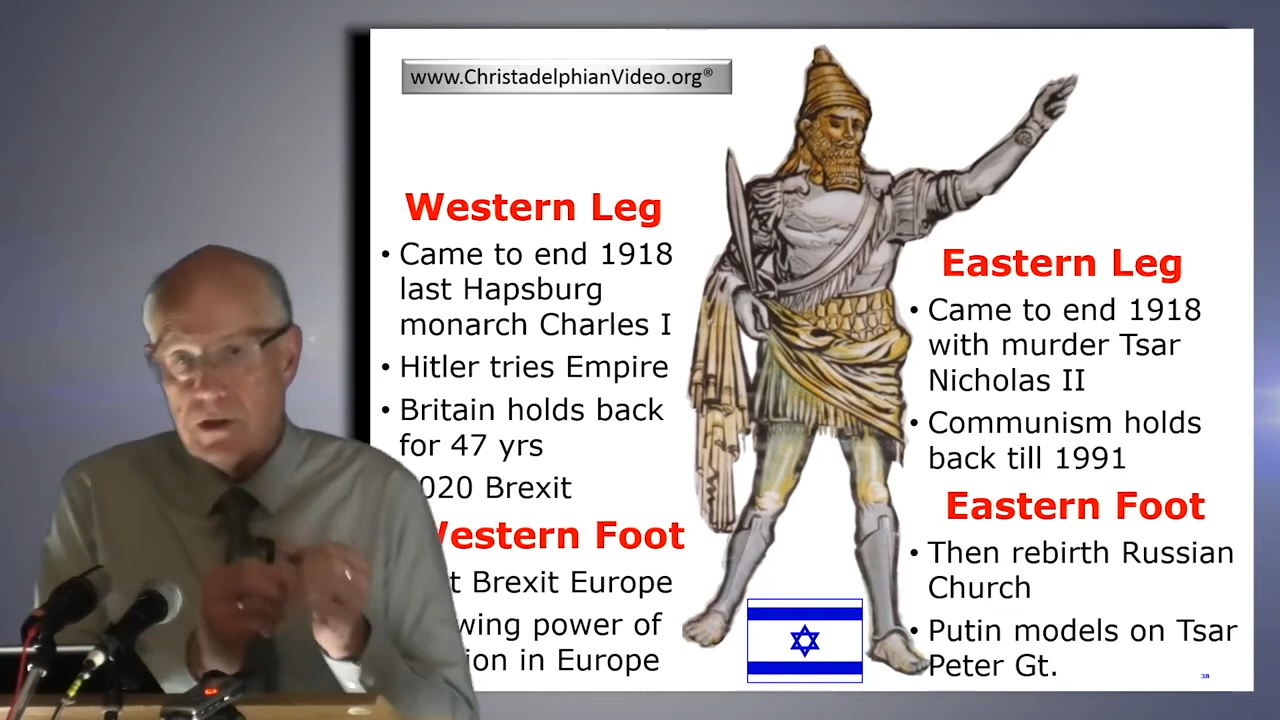 www.ChristadelphianVideo.org®
Western Leg
• Came to end 1918
last Hapsburg
monarch Charles I
• Hitler tries Empire
• Britain holds back
for 47 yrs
020 Brexit
Western Foot
t Brexit Europe
wing power of
ion in Europe
Eastern Leg
• Came to end 1918
with murder Tsar
Nicholas II
• Communism holds
back till 1991
Eastern Foot
• Then rebirth Russian
Church
• Putin models on Tsar
Peter Gt.
38